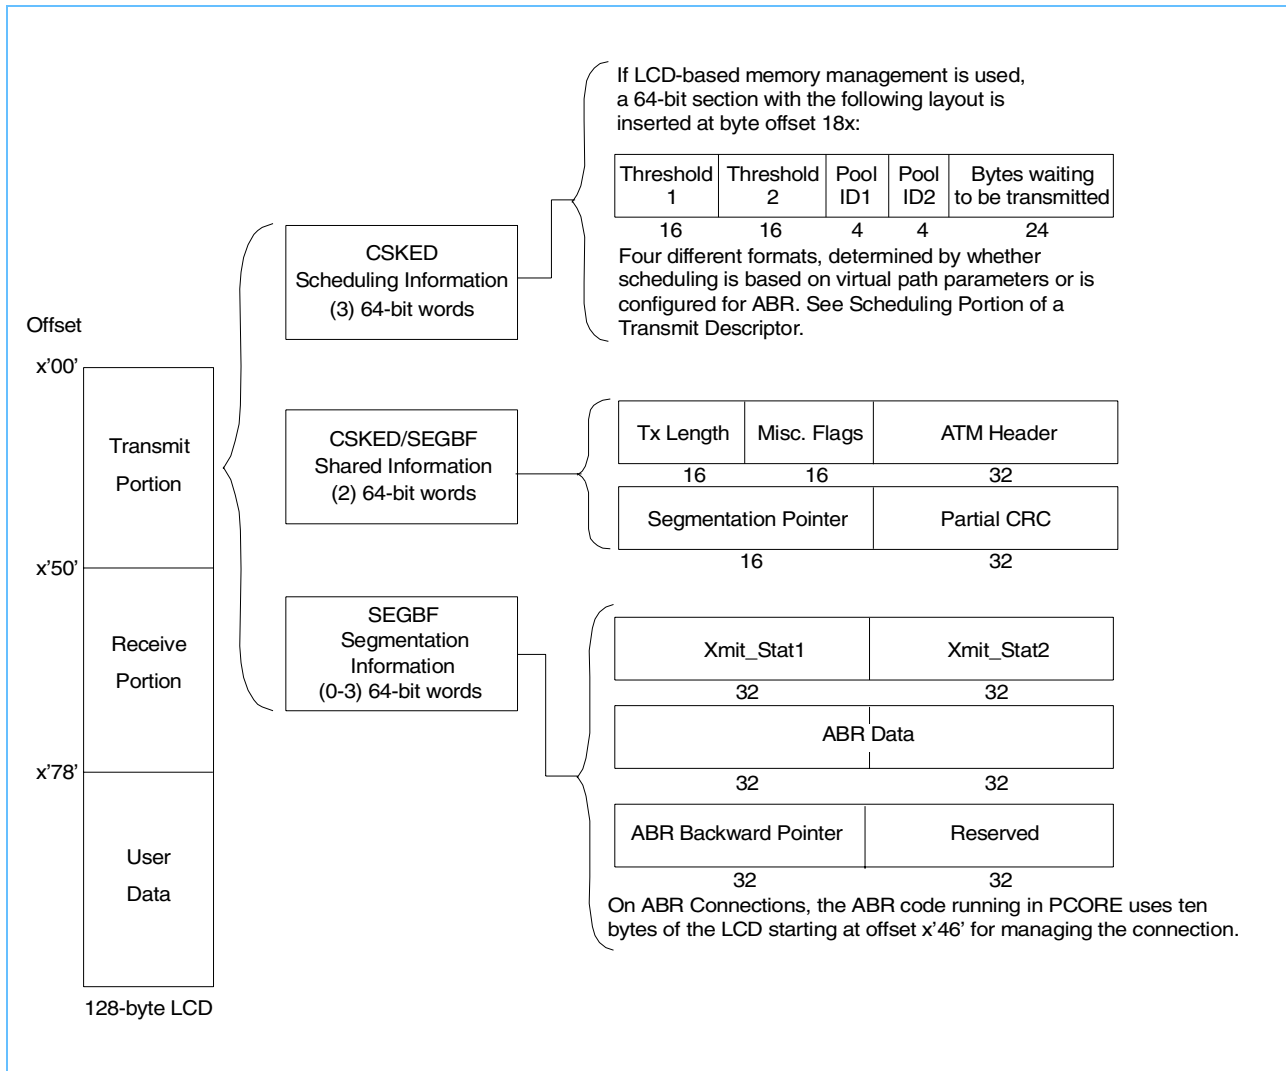 If LCD-based memory management is used,
a 64-bit section with the following layout is
inserted at byte offset 18x:
Threshold 1
Threshold 2
Pool ID1
Pool ID2
Bytes waiting to be transmitted
16 16 4 4 24
Four different formats, determined by whether
scheduling is based on virtual path parameters or is
configured for ABR. See Scheduling Portion of a
Transmit Descriptor.
CSKED
Scheduling Information
(3) 64-bit words
Offset
x'00'
Transmit
Portion
x'50'
Receive
Portion
x'78'
User
Data
128-byte LCD
CSKED/SEGBF
Shared Information
(2) 64-bit words
Tx Length Misc. Flags ATM Header
16 16 32
Segmentation Pointer Partial CRC
16 32
SEGBF
Segmentation
Information
(0-3) 64-bit words
Xmit_Stat1 Xmit_Stat2
32 32
ABR Data
32 32
ABR Backward Pointer Reserved
32 32
On ABR Connections, the ABR code running in PCORE uses ten
bytes of the LCD starting at offset x'46' for managing the connection.